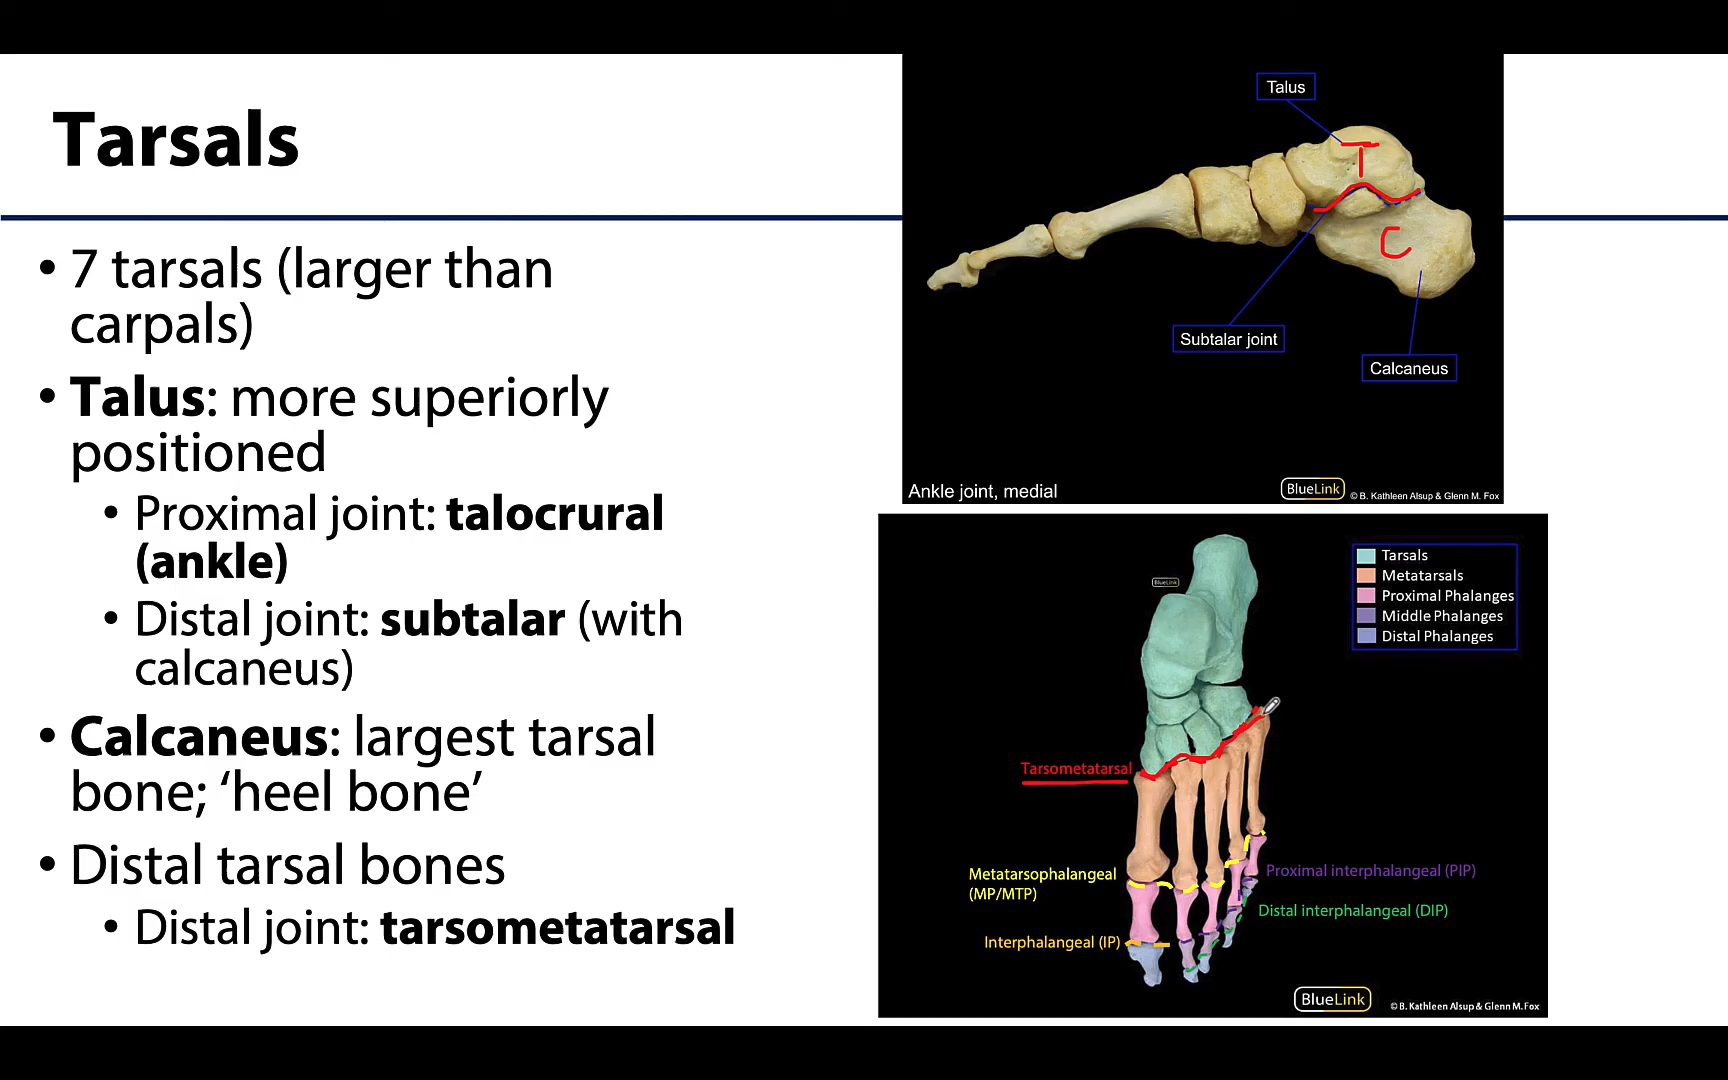 Tarsals
• 7 tarsals (larger than
carpals)
• Talus: more superiorly
positioned
• Proximal joint: talocrural
(ankle)
• Distal joint: subtalar (with
calcaneus)
• Calcaneus: largest tarsal
bone; ‘heel bone’
• Distal tarsal bones
• Distal joint: tarsometatarsal
Talus
T
C
Subtalar joint
Calcaneus
Ankle joint, medial
BlueLink
© B. Kathleen Alsup & Glenn M. Fox
BlueLink
Tarsals
Metatarsals
Proximal Phalanges
Middle Phalanges
Distal Phalanges
Tarsometatarsal
Metatarsophalangeal
(MP/MTP)
Proximal interphalangeal (PIP)
Distal interphalangeal (DIP)
Interphalangeal (IP)
BlueLink
© B. Kathleen Alsup & Glenn M. Fox